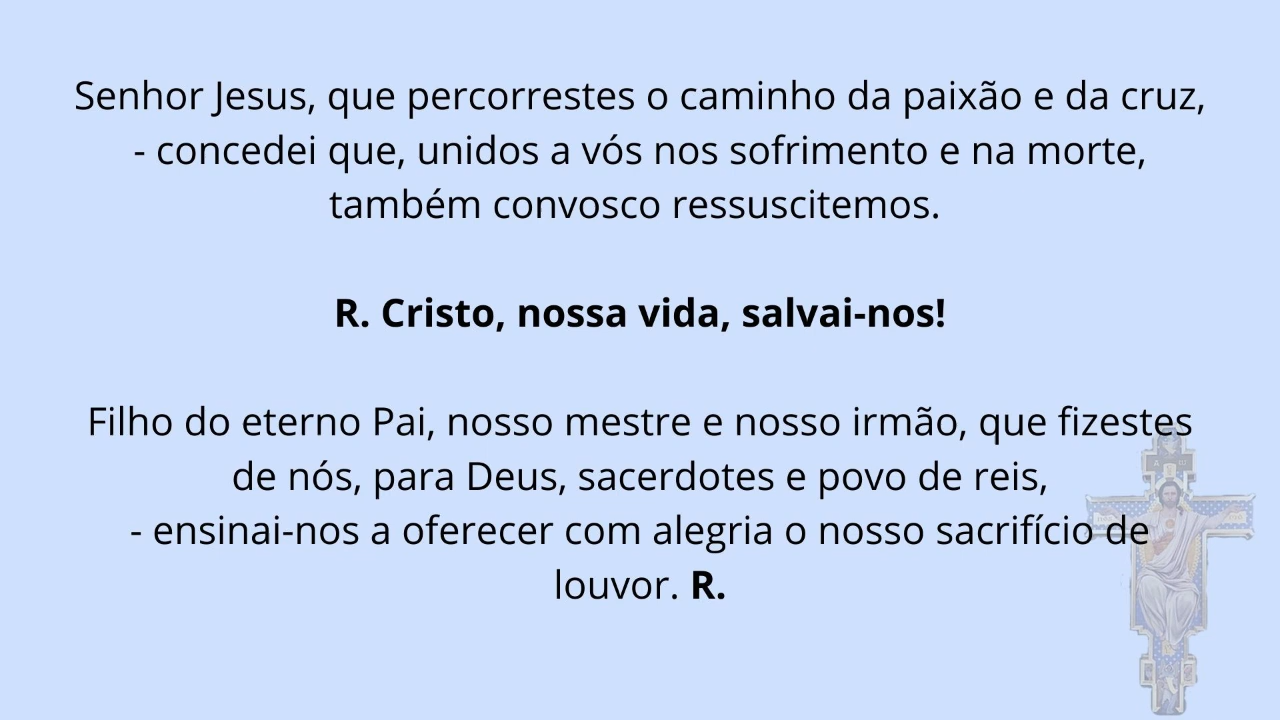 Senhor Jesus, que percorrestes o caminho da paixão e da cruz,
- concedei que, unidos a vós nos sofrimento e na morte,
também convosco ressuscitemos.
R. Cristo, nossa vida, salvai-nos!
Filho do eterno Pai, nosso mestre e nosso irmão, que fizestes
de nós, para Deus, sacerdotes e povo de reis,
- ensinai-nos a oferecer com alegria o nosso sacrifício de
louvor. R.